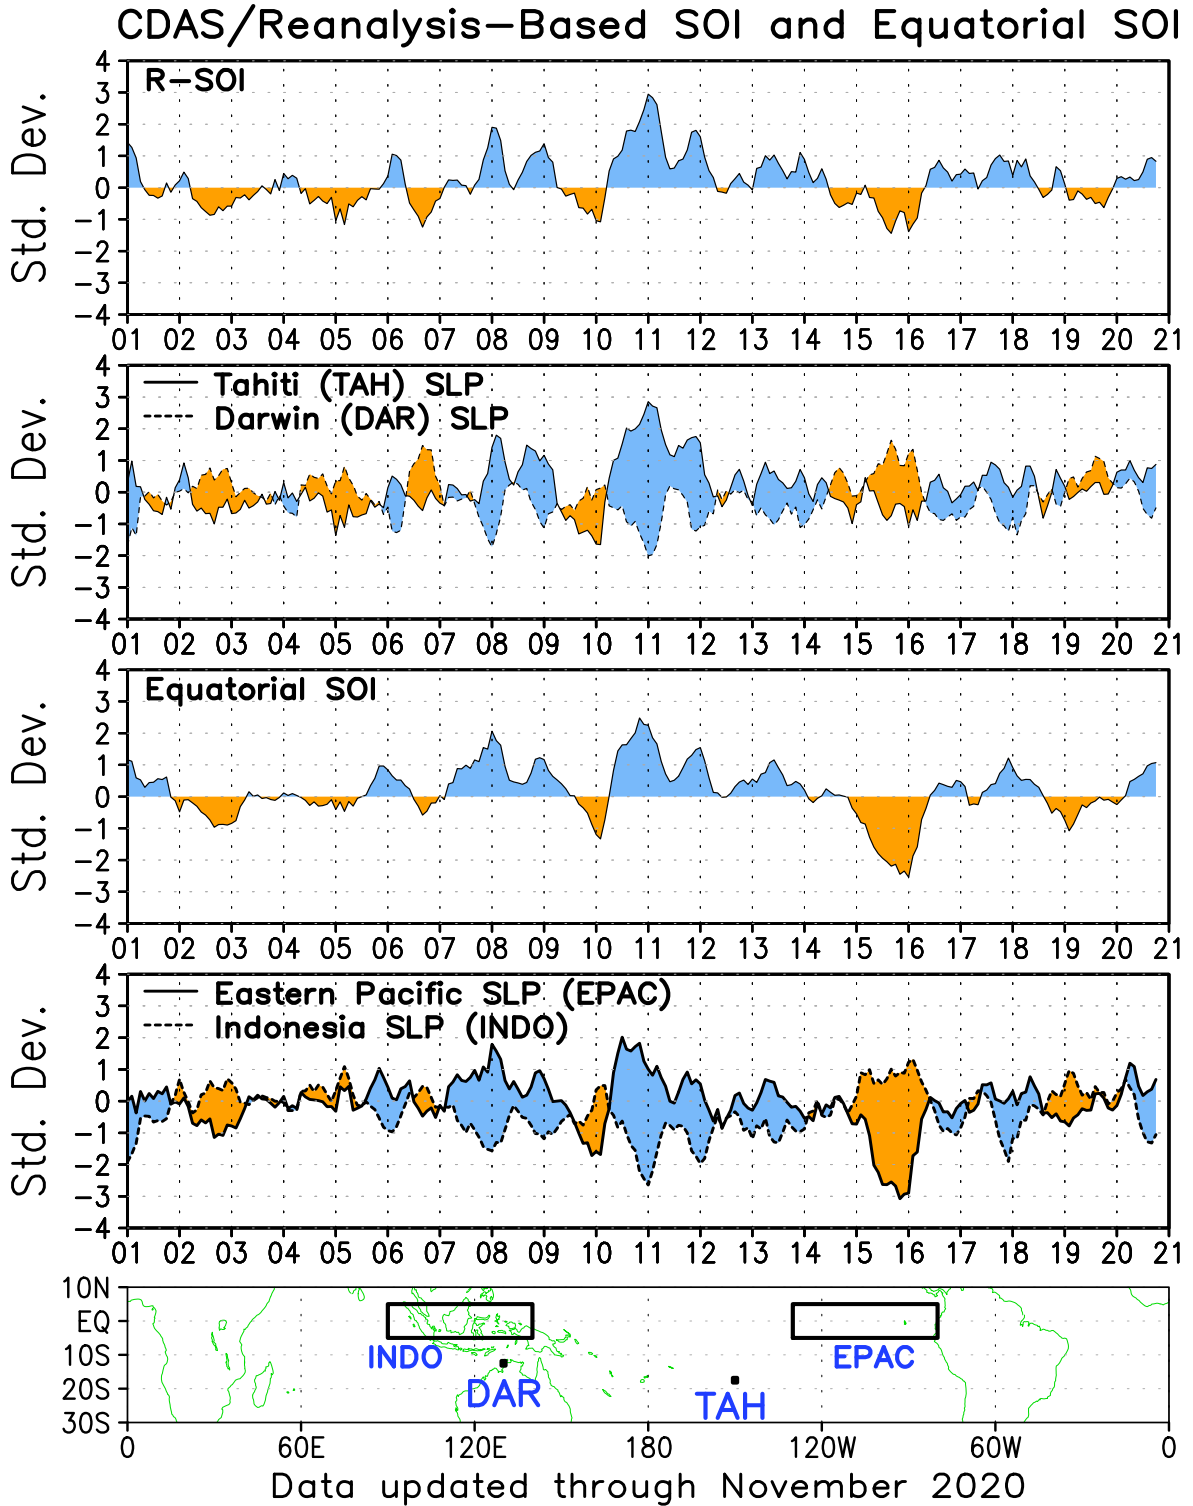 CDAS/Reanalysis-Based SOI and Equatorial SOI
R-SOI
Std. Dev.
4
3
2
1
0
-1
-2
-3
-4
01 02 03 04 05 06 07 08 09 10 11 12 13 14 15 16 17 18 19 20 21
Tahiti (TAH) SLP
Darwin (DAR) SLP
Std. Dev.
4
3
2
1
0
-1
-2
-3
-4
01 02 03 04 05 06 07 08 09 10 11 12 13 14 15 16 17 18 19 20 21
Equatorial SOI
Std. Dev.
4
3
2
1
0
-1
-2
-3
-4
01 02 03 04 05 06 07 08 09 10 11 12 13 14 15 16 17 18 19 20 21
Eastern Pacific SLP (EPAC)
Indonesia SLP (INDO)
Std. Dev.
4
3
2
1
0
-1
-2
-3
-4
01 02 03 04 05 06 07 08 09 10 11 12 13 14 15 16 17 18 19 20 21
10N
EQ
10S
20S
30S
INDO
EPAC
DAR
TAH
0 60E 120E 180 120W 60W 0
Data updated through November 2020